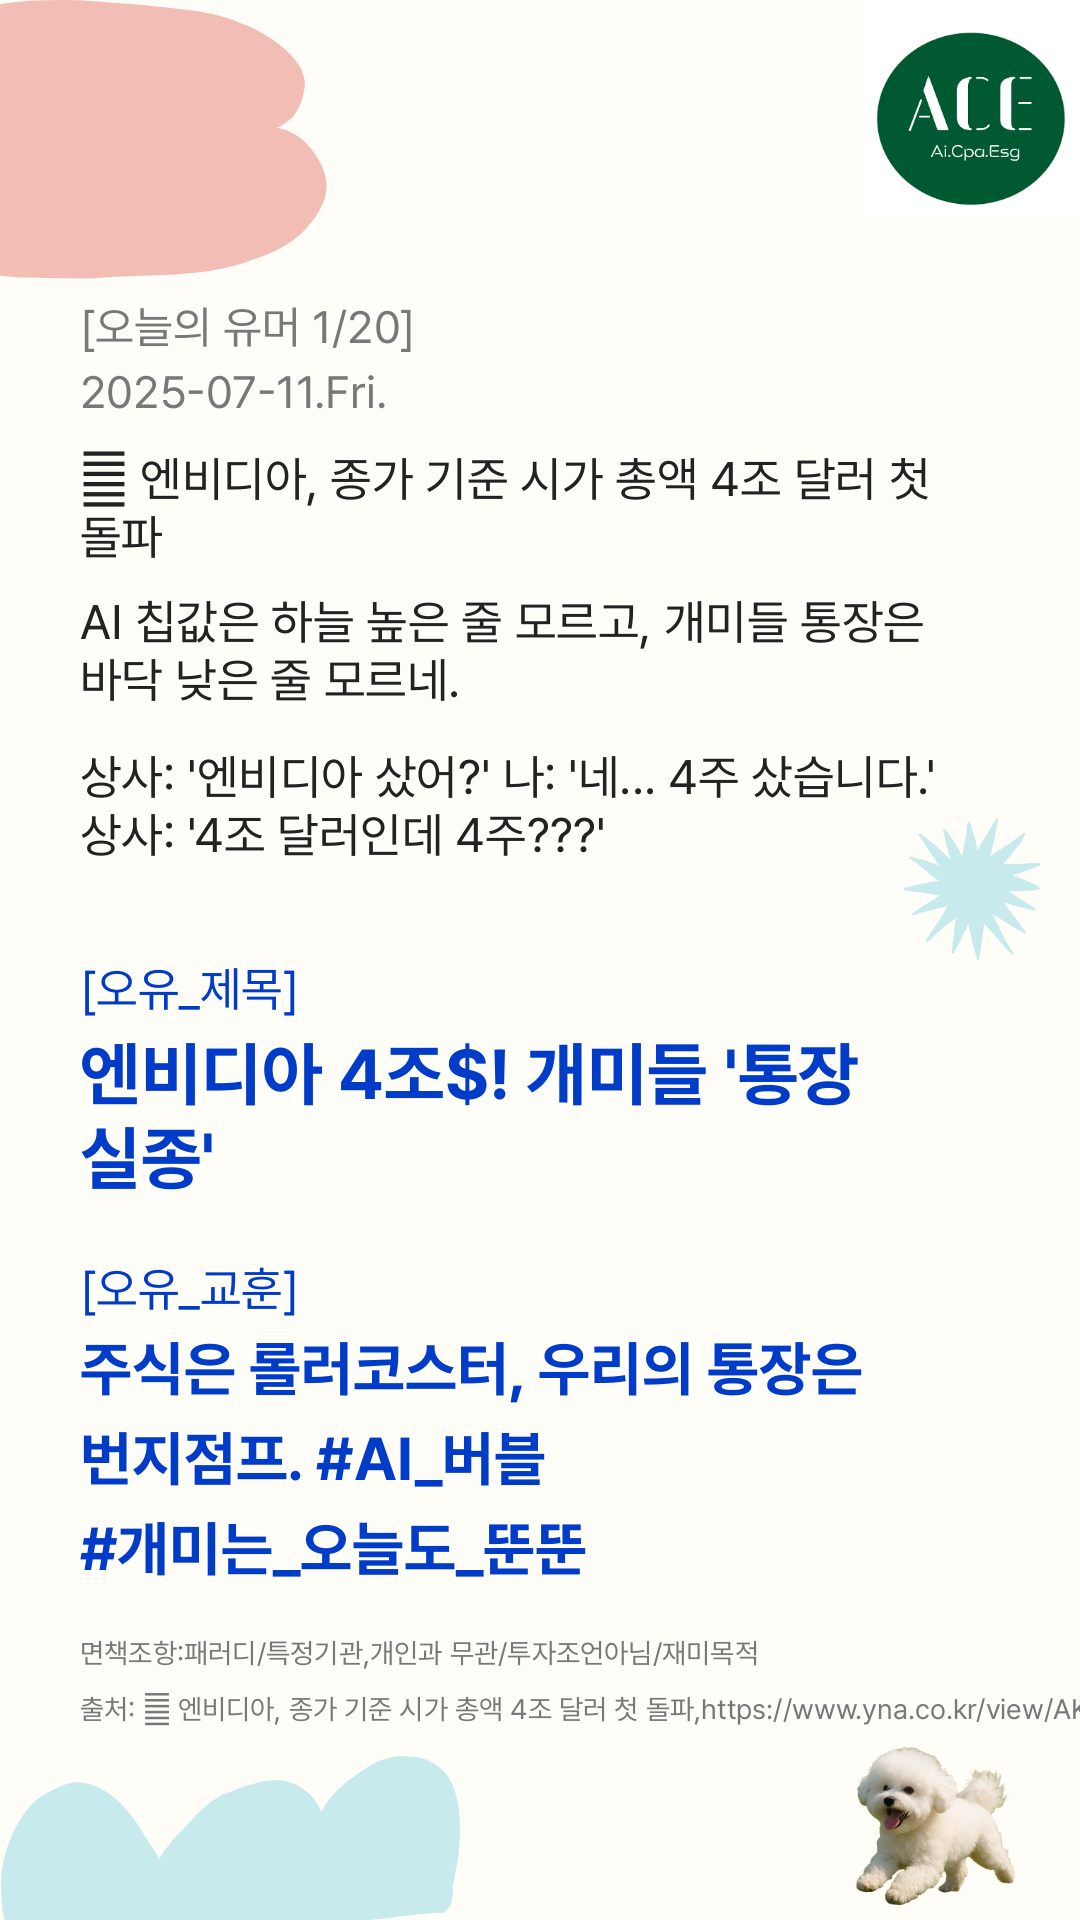 ACE
Ai.Cpa.Esg
[오늘의 유머 1/20]
2025-07-11.Fri.
䷀ 엔비디아, 종가 기준 시가 총액 4조 달러 첫
돌파
AI 칩값은 하늘 높은 줄 모르고, 개미들 통장은
바닥 낮은 줄 모르네.
상사: '엔비디아 샀어?' 나: '네... 4주 샀습니다.'
상사: '4조 달러인데 4주???'
[오유_제목]
엔비디아 4조$! 개미들 '통장
실종'
[오유_교훈]
주식은 롤러코스터, 우리의 통장은
번지점프. #AI_버블
#개미는_오늘도_뚠뚠
면책조항:패러디/특정기관,개인과 무관/투자조언아님/재미목적
출처: ䷀ 엔비디아, 종가 기준 시가 총액 4조 달러 첫 돌파,https://www.yna.co.kr/view/AK